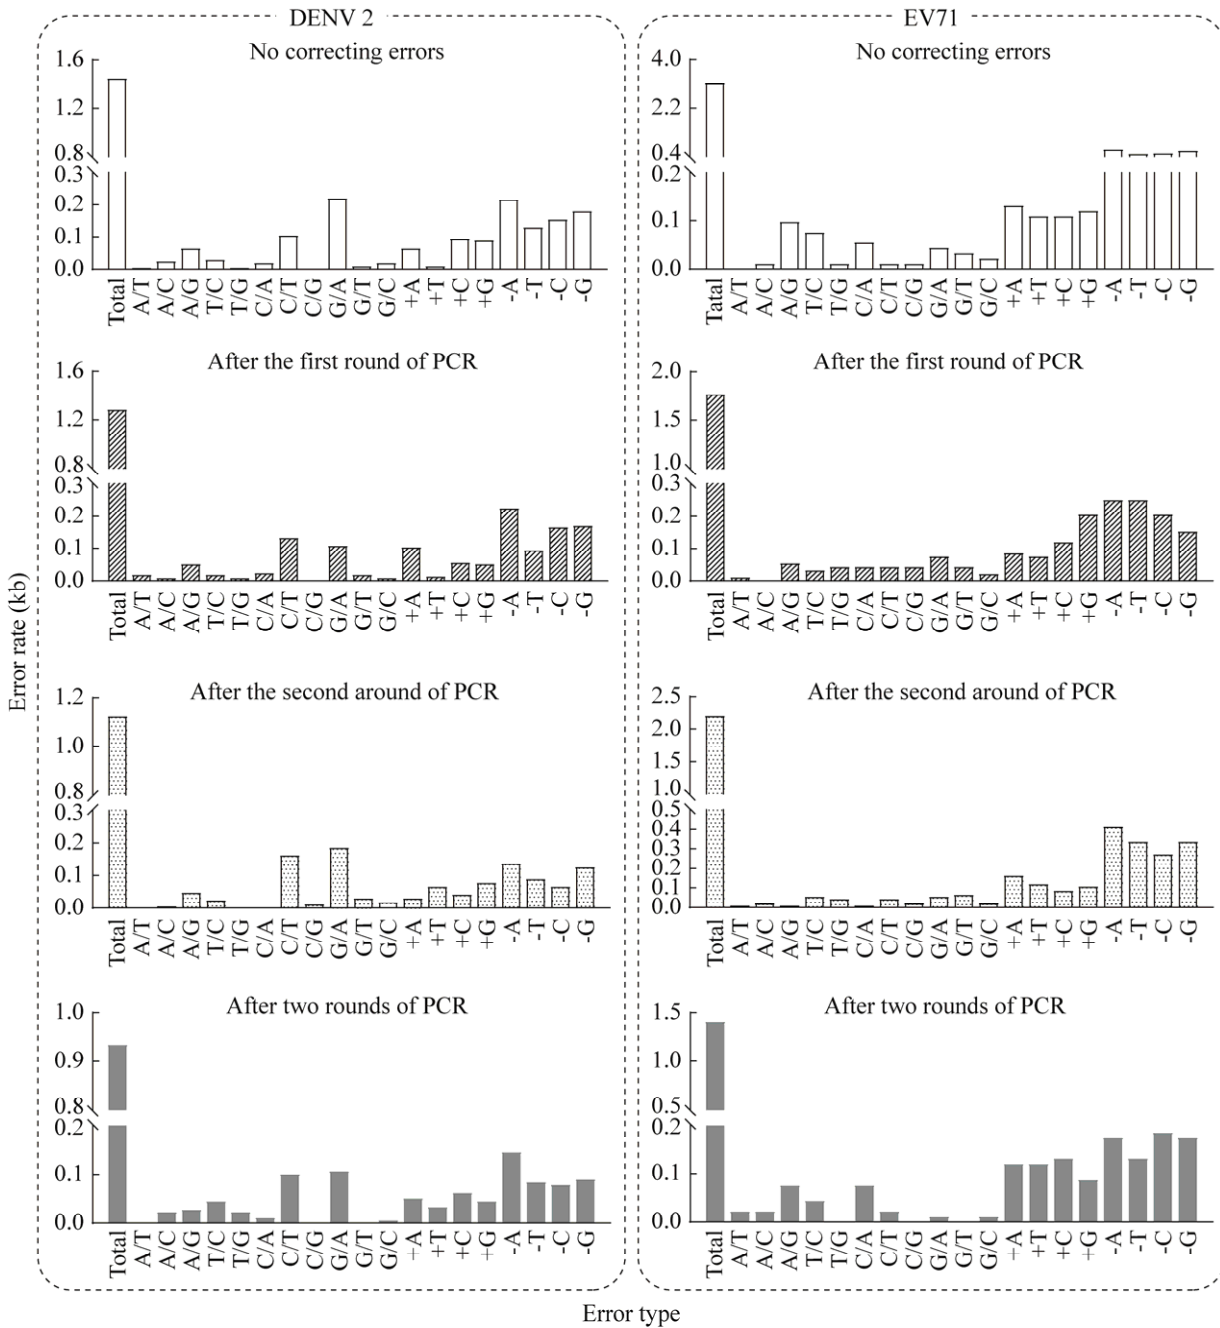 DENV 2
No correcting errors
1.6
1.2
0.8
0.3
0.2
0.1
0.0
Total A/T A/C A/G T/C T/G C/A C/T C/G G/A G/T G/C +A +T +C +G -A -T -C -G
After the first round of PCR
1.6
1.2
0.8
0.3
0.2
0.1
0.0
Total A/T A/C A/G T/C T/G C/A C/T C/G G/A G/T G/C +A +T +C +G -A -T -C -G
After the second around of PCR
1.2
1.0
0.8
0.3
0.2
0.1
0.0
Total A/T A/C A/G T/C T/G C/A C/T C/G G/A G/T G/C +A +T +C +G -A -T -C -G
After two rounds of PCR
1.0
0.9
0.8
0.2
0.1
0.0
Total A/T A/C A/G T/C T/G C/A C/T C/G G/A G/T G/C +A +T +C +G -A -T -C -G
EV71
No correcting errors
4.0
2.2
0.4
0.2
0.1
0.0
Tatal A/T A/C A/G T/C T/G C/A C/T C/G G/A G/T G/C +A +T +C +G -A -T -C -G
After the first round of PCR
2.0
1.5
1.0
0.3
0.2
0.1
0.0
Total A/T A/C A/G T/C T/G C/A C/T C/G G/A G/T G/C +A +T +C +G -A -T -C -G
After the second around of PCR
2.5
2.0
1.5
1.0
0.5
0.4
0.3
0.2
0.1
0.0
Total A/T A/C A/G T/C T/G C/A C/T C/G G/A G/T G/C +A +T +C +G -A -T -C -G
After two rounds of PCR
1.5
1.0
0.5
0.2
0.1
0.0
Total A/T A/C A/G T/C T/G C/A C/T C/G G/A G/T G/C +A +T +C +G -A -T -C -G
Error rate (kb)
Error type